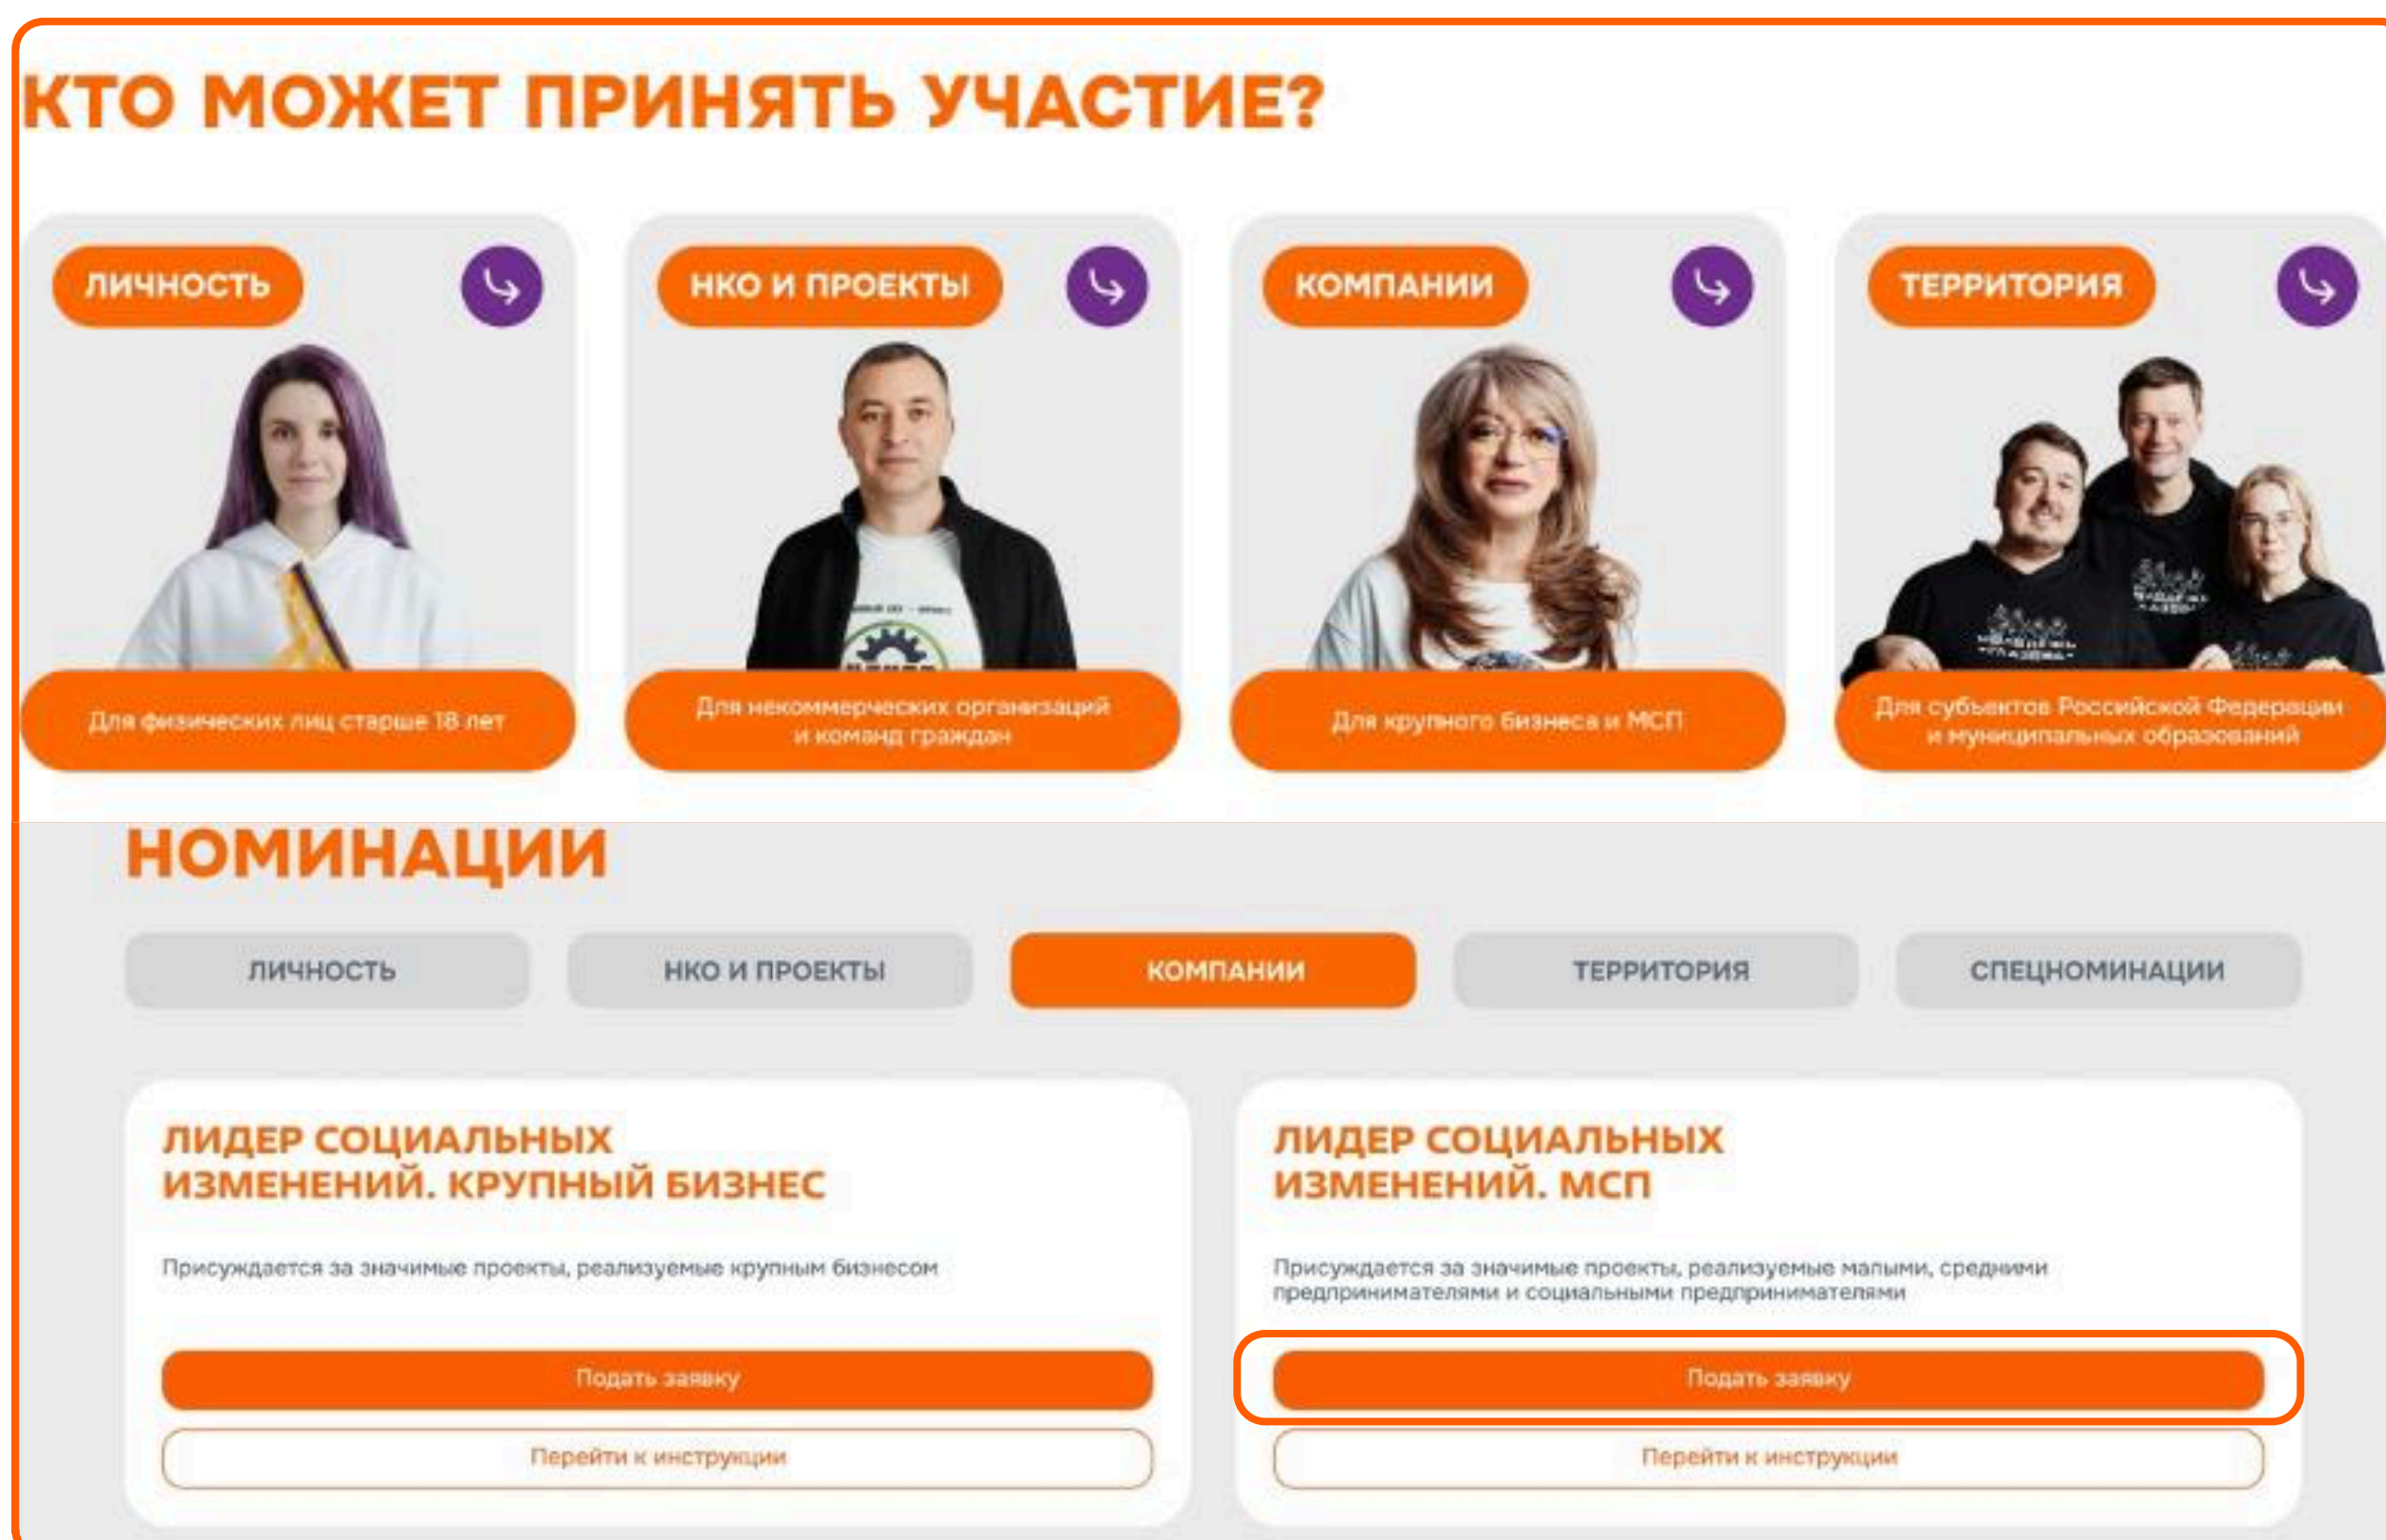 КТО МОЖЕТ ПРИНЯТЬ УЧАСТИЕ?
ЛИЧНОСТЬ
НКО И ПРОЕКТЫ
КОМПАНИИ
ТЕРРИТОРИЯ
Для физических лиц старше 18 лет
Для некоммерческих организаций
и команд граждан
Для крупного бизнеса и МСП
Для субъектов Российской Федерации
и муниципальных образований
НОМИНАЦИИ
ЛИЧНОСТЬ
НКО И ПРОЕКТЫ
КОМПАНИИ
ТЕРРИТОРИЯ
СПЕЦНОМИНАЦИИ
ЛИДЕР СОЦИАЛЬНЫХ
ИЗМЕНЕНИЙ. КРУПНЫЙ БИЗНЕС
Присуждается за значимые проекты, реализуемые крупным бизнесом
Подать заявку
Перейти к инструкции
ЛИДЕР СОЦИАЛЬНЫХ
ИЗМЕНЕНИЙ. МСП
Присуждается за значимые проекты, реализуемые малыми, средними
предпринимателями и социальными предпринимателями
Подать заявку
Перейти к инструкции